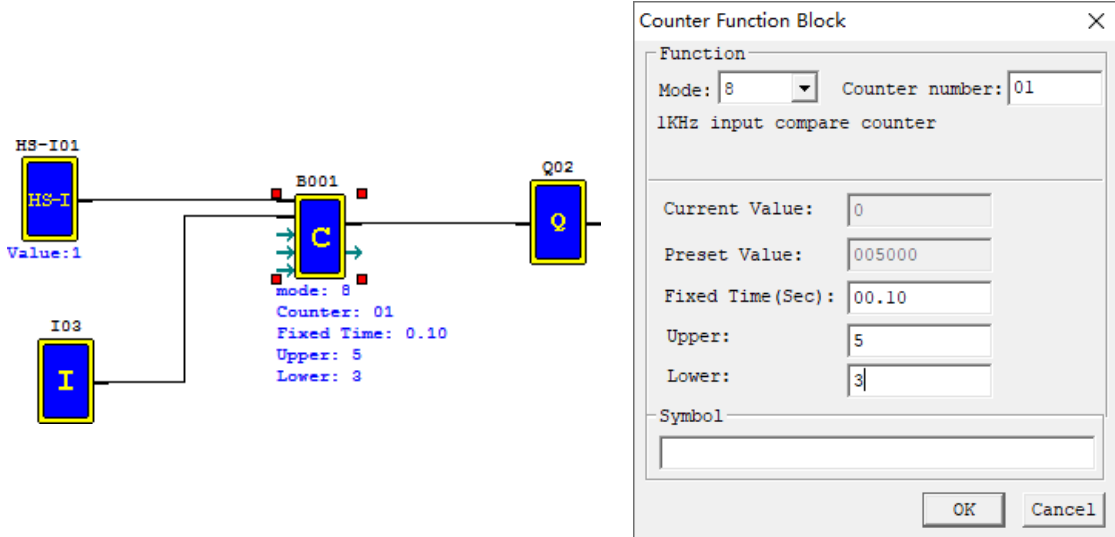 HS-I01
HS-I
Value:1
I03
I
B001
C
mode: 8
Counter: 01
Fixed Time: 0.10
Upper: 5
Lower: 3
Q02
Q
Counter Function Block
Function
Mode: 8 Counter number: 01
1KHz input compare counter
Current Value: 0
Preset Value: 005000
Fixed Time(Sec): 00.10
Upper: 5
Lower: 3
Symbol
OK Cancel